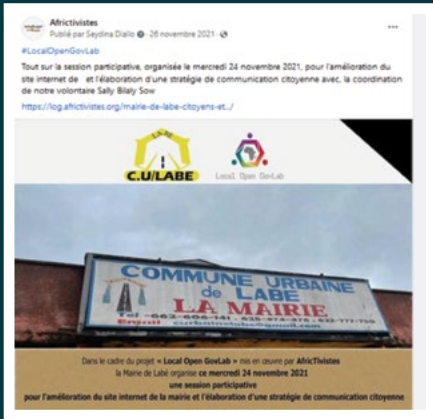 Africtivistes
Publié par Seydina Diallo · 26 novembre 2021
#LocalOpenGovLab
Tout sur la session participative, organisée le mercredi 24 novembre 2021, pour l'amélioration du
site internet de et l'élaboration d'une stratégie de communication citoyenne avec, la coordination
de notre volontaire Sally Bilaly Sow
https://log.africtivistes.org/mairie-de-labe-citoyens-et.../
LA-BE
C.U/LABE
Local Open GovLab
COMMUNE URBAINE
de LABE
LA MAIRIE
Dans le cadre du projet « Local Open GovLab » mis en œuvre par AfricTivistes
la Mairie de Labé organise ce mercredi 24 novembre 2021
une session participative
pour l'amélioration du site internet de la mairie et l'élaboration d'une stratégie de communication citoyenne